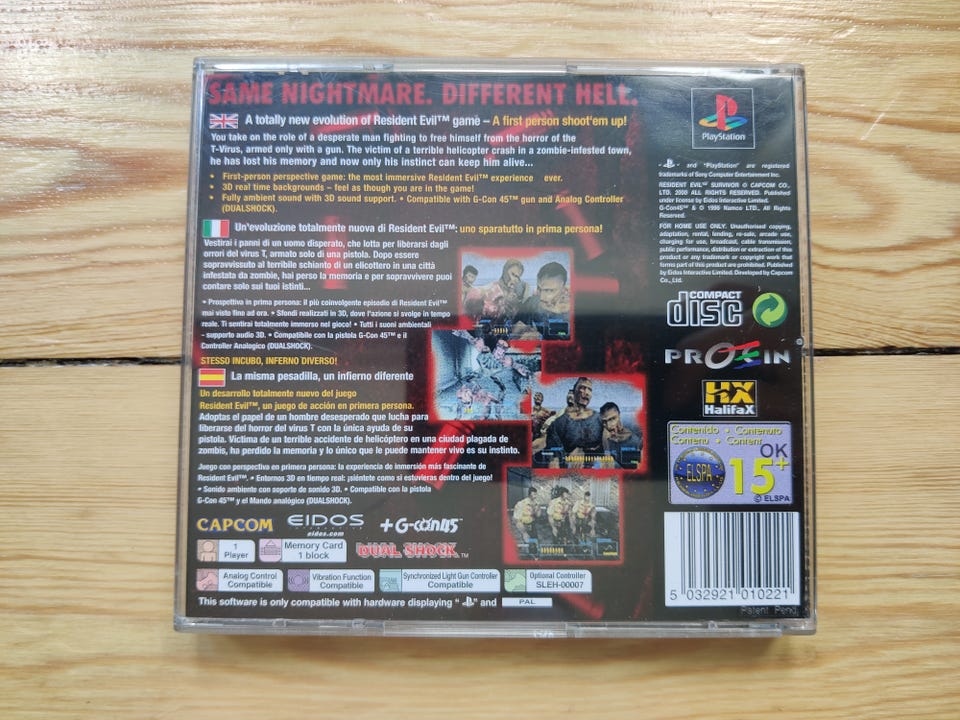 SAME NIGHTMARE. DIFFERENT HELL.
A totally new evolution of Resident Evil™ game – A first person shoot'em up!
You take on the role of a desperate man fighting to free himself from the horror of the
T-Virus, armed only with a gun. The victim of a terrible helicopter crash in a zombie-infested town,
he has lost his memory and now only his instinct can keep him alive...
• First-person perspective game: the most immersive Resident Evil™ experience ever.
• 3D real time backgrounds – feel as though you are in the game!
• Fully ambient sound with 3D sound support. • Compatible with G-Con 45™ gun and Analog Controller
(DUALSHOCK).
Un'evoluzione totalmente nuova di Resident Evil™: uno sparatutto in prima persona!
Vestirai i panni di un uomo disperato, che lotta per liberarsi dagli
orrori del virus T, armato solo di una pistola. Dopo essere
sopravvissuto al terribile schianto di un elicottero in una città
infestata da zombie, hai perso la memoria e per sopravvivere puoi
contare solo sui tuoi istinti...
• Prospettiva in prima persona: il più coinvolgente episodio di Resident Evil™
mai visto fino ad ora. • Sfondi realizzati in 3D, dove l'azione si svolge in tempo
reale. Ti sentirai totalmente immerso nel gioco! • Tutti i suoni ambientali
- supporto audio 3D. • Compatibile con la pistola G-Con 45™ e il
Controller Analogico (DUALSHOCK).
STESSO INCUBO, INFERNO DIVERSO!
La misma pesadilla, un infierno diferente
Un desarrollo totalmente nuevo del juego
Resident Evil™, un juego de acción en primera persona.
Adoptas el papel de un hombre desesperado que lucha para
liberarse del horror del virus T con la única ayuda de su
pistola. Víctima de un terrible accidente de helicóptero en una ciudad plagada de
zombis, ha perdido la memoria y lo único que le puede mantener vivo es su instinto.
Juego con perspectiva en primera persona: la experiencia de inmersión más fascinante de
Resident Evil™. • Entornos 3D en tiempo real: ¡siéntete como si estuvieras dentro del juego!
• Sonido ambiente con soporte de sonido 3D. • Compatible con la pistola
G-Con 45™ y el Mando analógico (DUALSHOCK).
CAPCOM
EIDOS
INTERACTIVE
eidos.com
+G-con45™
1
Player
Memory Card
1 block
DUAL SHOCK™
Analog Control
Compatible
Vibration Function
Compatible
Synchronized Light Gun Controller
Compatible
Optional Controller
SLEH-00007
This software is only compatible with hardware displaying " " and PAL
PlayStation
and "PlayStation" are registered
trademarks of Sony Computer Entertainment Inc.
RESIDENT EVIL™ SURVIVOR © CAPCOM CO.,
LTD. 2000 ALL RIGHTS RESERVED. Published
under license by Eidos Interactive Limited.
G-Con45™ & © 1996 Namco LTD., All Rights
Reserved.
FOR HOME USE ONLY. Unauthorised copying,
adaptation, rental, lending, re-sale, arcade use,
charging for use, broadcast, cable transmission,
public performance, distribution or extraction of this
product or any trademark or copyright work that
forms part of this product are prohibited. Published
by Eidos Interactive Limited. Developed by Capcom
Co., Ltd.
COMPACT
disc
PROEIN
HX
HalifaX
Contenido • Contenuto
Contenu • Content
ELSPA
OK
15+
© ELSPA
5 032921 010221
Patent Pend.